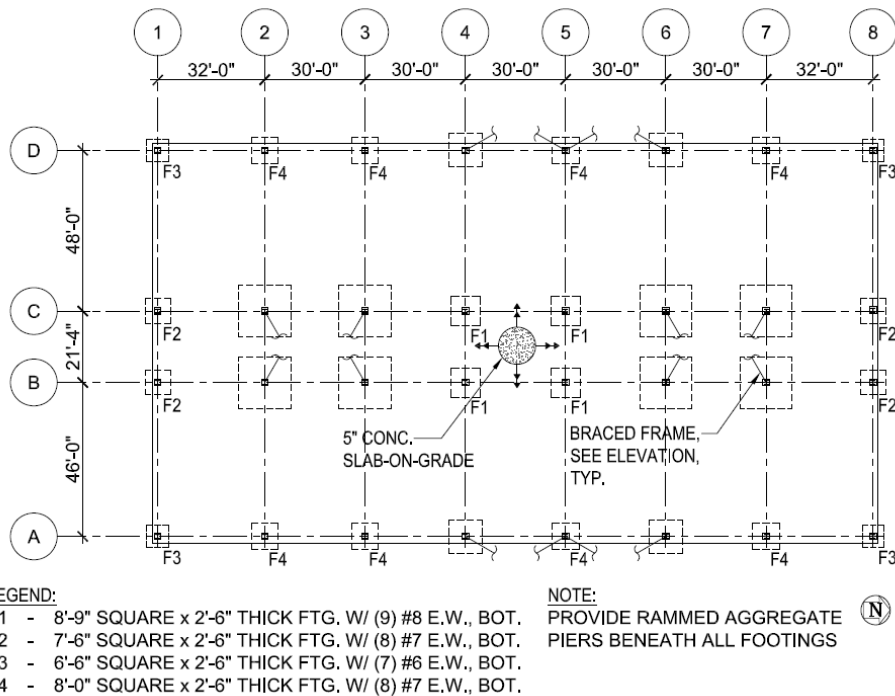 1 2 3 4 5 6 7 8
32'-0" 30'-0" 30'-0" 30'-0" 30'-0" 30'-0" 32'-0"
D
F3 F4 F4 F4 F4 F3
48'-0"
C
F2 F1 F1 F2
21'-4"
B
F2 F1 F1 F2
5" CONC.
SLAB-ON-GRADE
BRACED FRAME,
SEE ELEVATION,
TYP.
46'-0"
A
F3 F4 F4 F4 F4 F3
EGEND:
1 - 8'-9" SQUARE x 2'-6" THICK FTG. W/ (9) #8 E.W., BOT.
2 - 7'-6" SQUARE x 2'-6" THICK FTG. W/ (8) #7 E.W., BOT.
3 - 6'-6" SQUARE x 2'-6" THICK FTG. W/ (7) #6 E.W., BOT.
4 - 8'-0" SQUARE x 2'-6" THICK FTG. W/ (8) #7 E.W., BOT.
NOTE:
PROVIDE RAMMED AGGREGATE
PIERS BENEATH ALL FOOTINGS
N